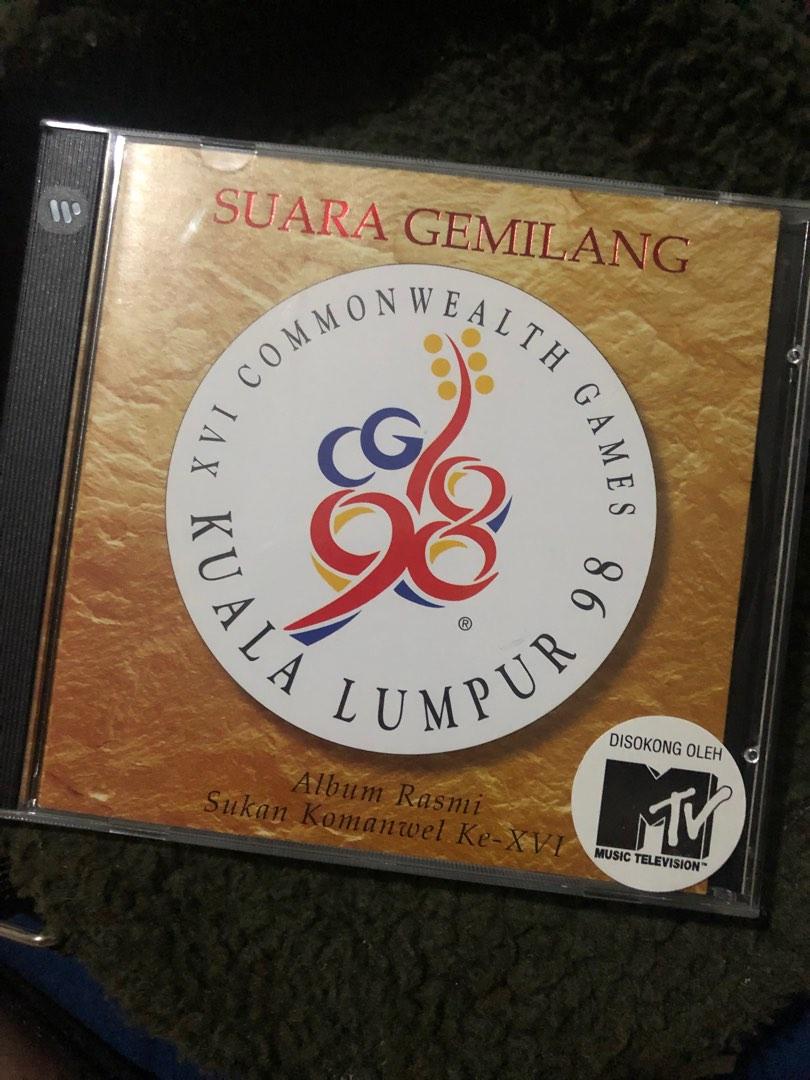 SUARA GEMILANG
XVI COMMONWEALTH GAMES
CG
98
®
KUALA LUMPUR 98
Album Rasmi
Sukan Komanwel Ke-XVI
DISOKONG OLEH
MTV
MUSIC TELEVISION™